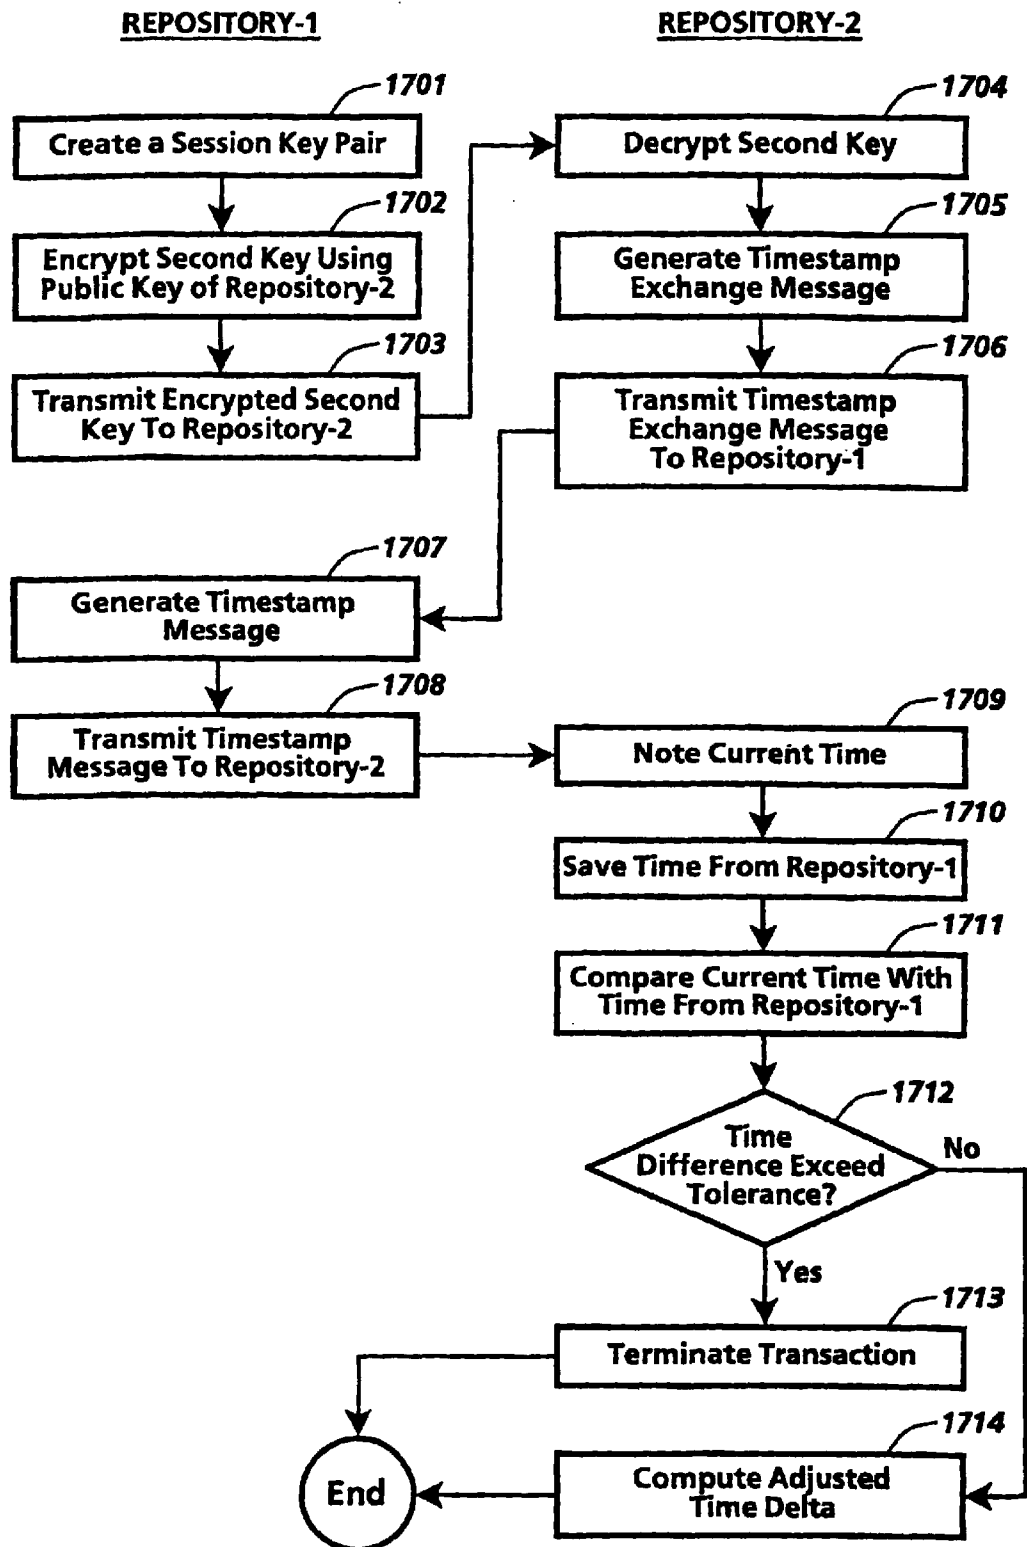 REPOSITORY-1
REPOSITORY-2
1701
Create a Session Key Pair
1702
Encrypt Second Key Using
Public Key of Repository-2
1703
Transmit Encrypted Second
Key To Repository-2
1704
Decrypt Second Key
1705
Generate Timestamp
Exchange Message
1706
Transmit Timestamp
Exchange Message
To Repository-1
1707
Generate Timestamp
Message
1708
Transmit Timestamp
Message To Repository-2
1709
Note Current Time
1710
Save Time From Repository-1
1711
Compare Current Time With
Time From Repository-1
1712
Time
Difference Exceed
Tolerance?
No
Yes
1713
Terminate Transaction
1714
Compute Adjusted
Time Delta
End